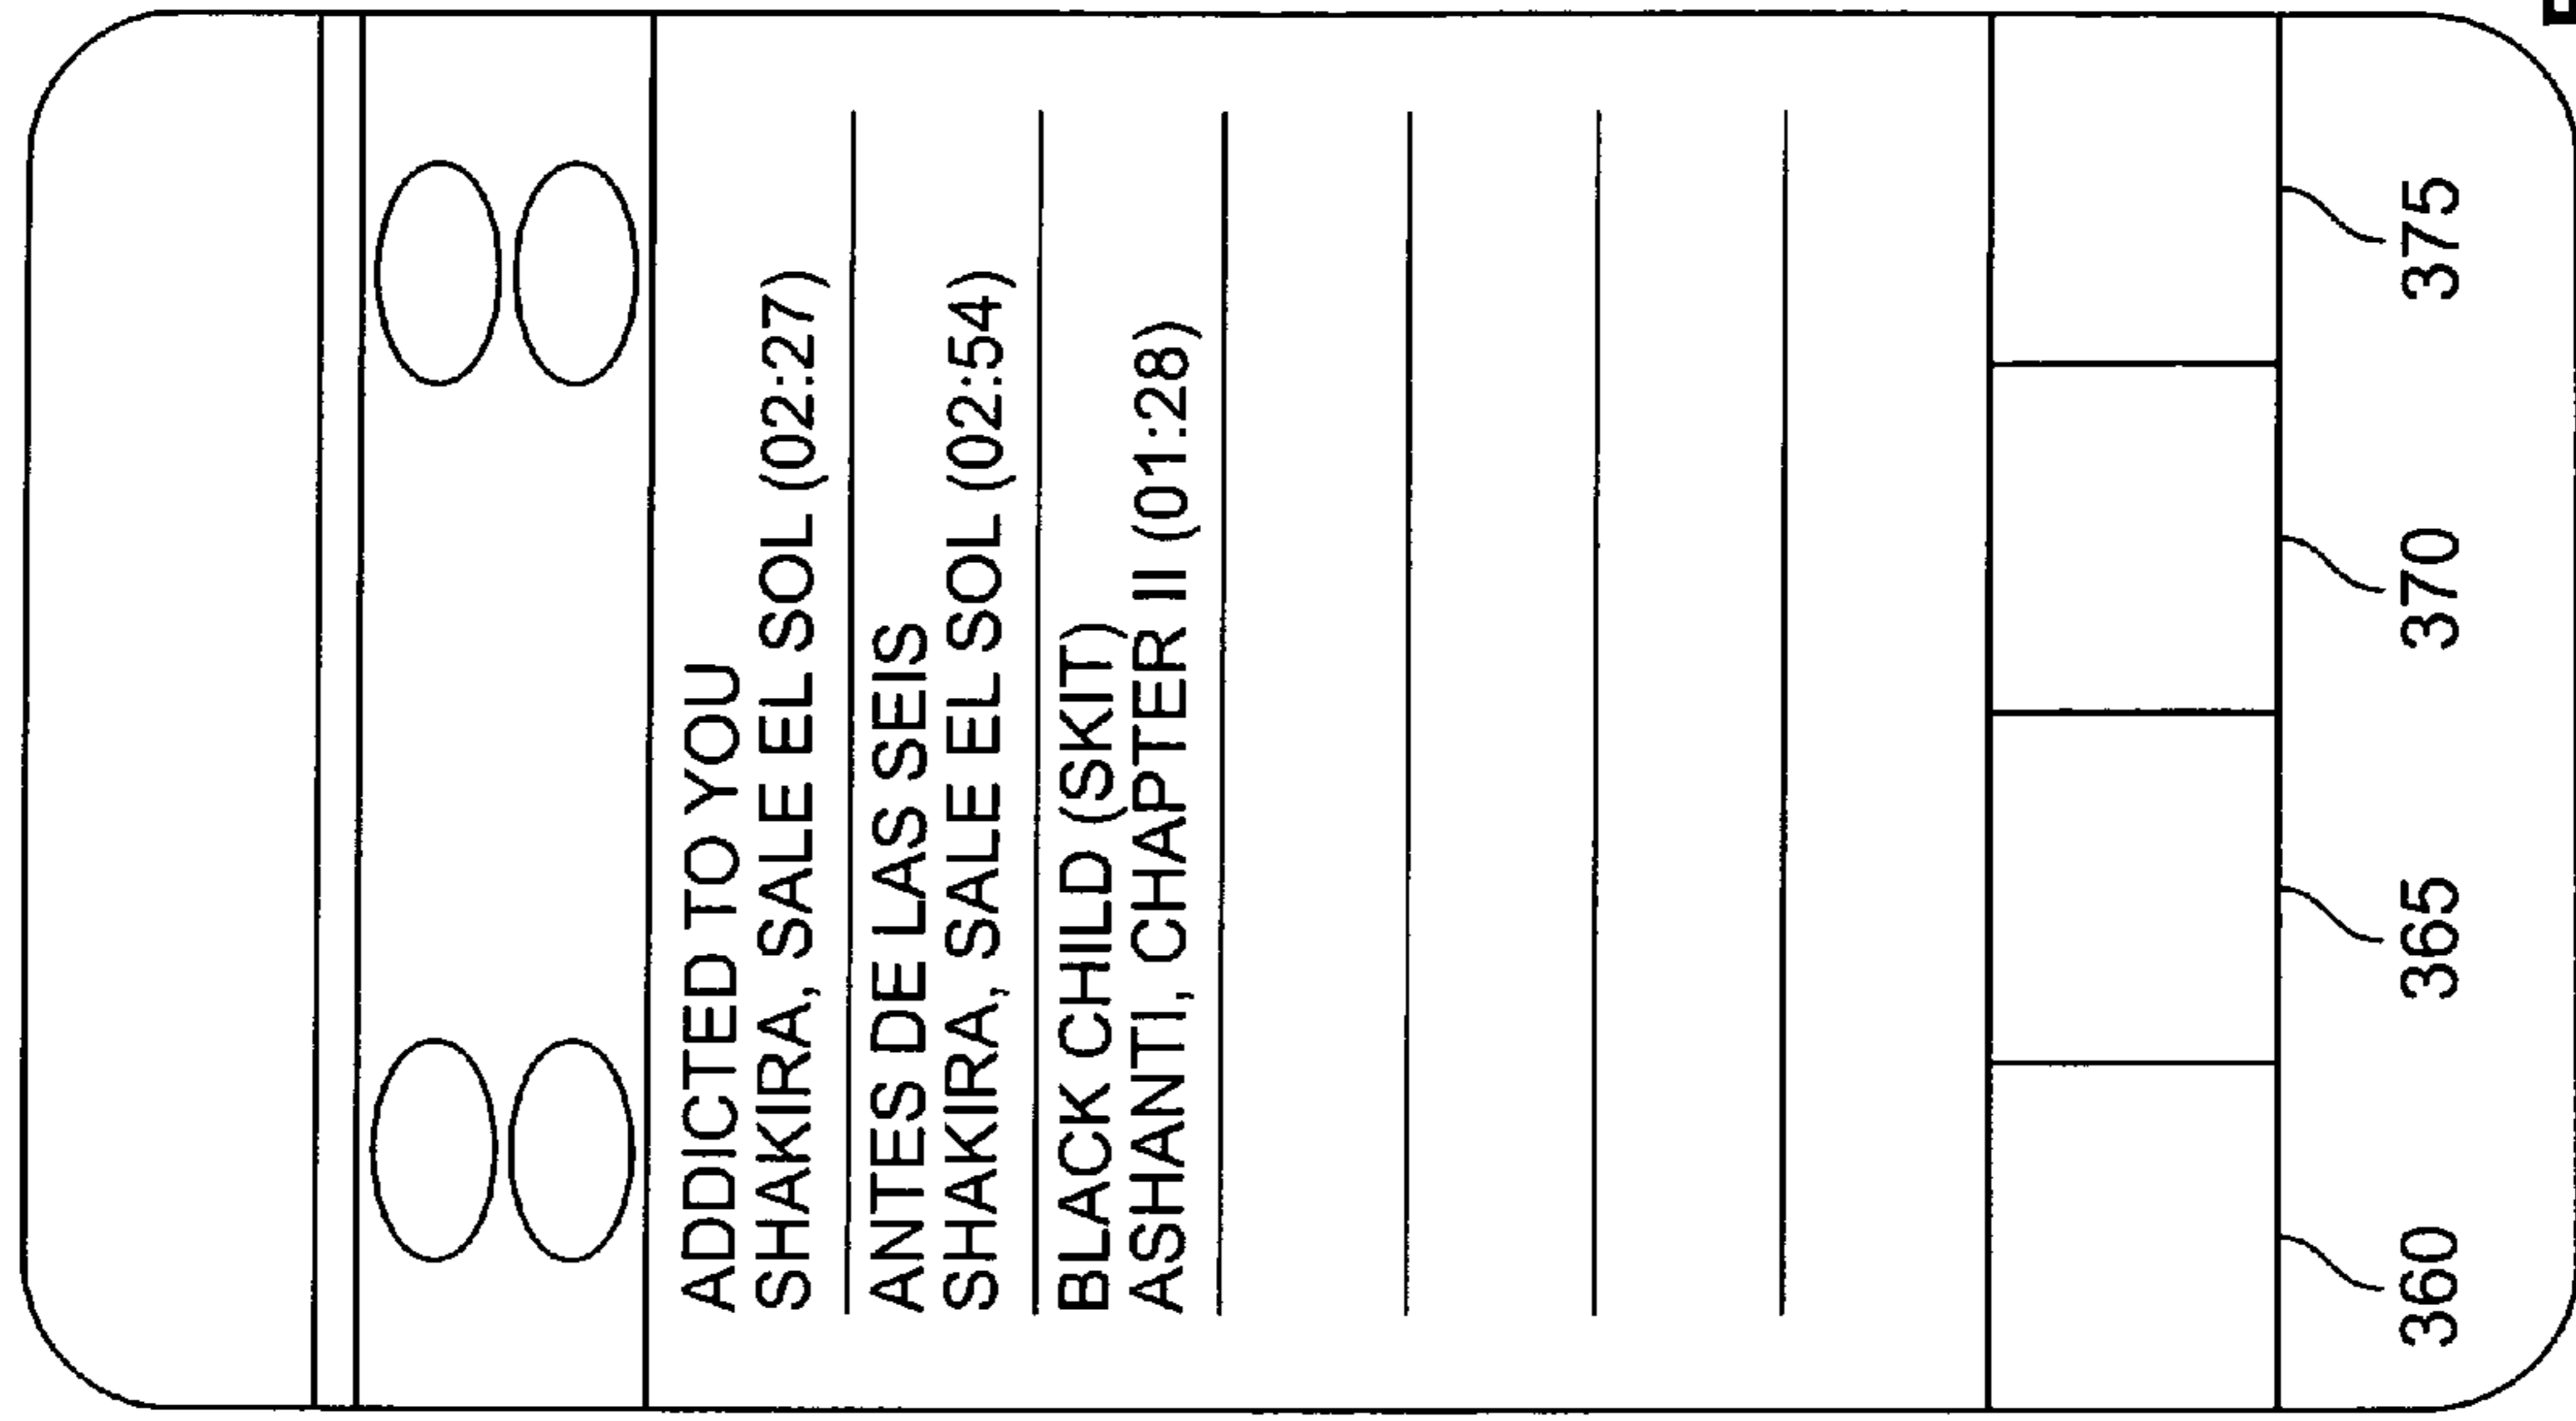 ADDICTED TO YOU
SHAKIRA, SALE EL SOL (02:27)
ANTES DE LAS SEIS
SHAKIRA, SALE EL SOL (02:54)
BLACK CHILD (SKIT)
ASHANTI, CHAPTER II (01:28)
360
365
370
375